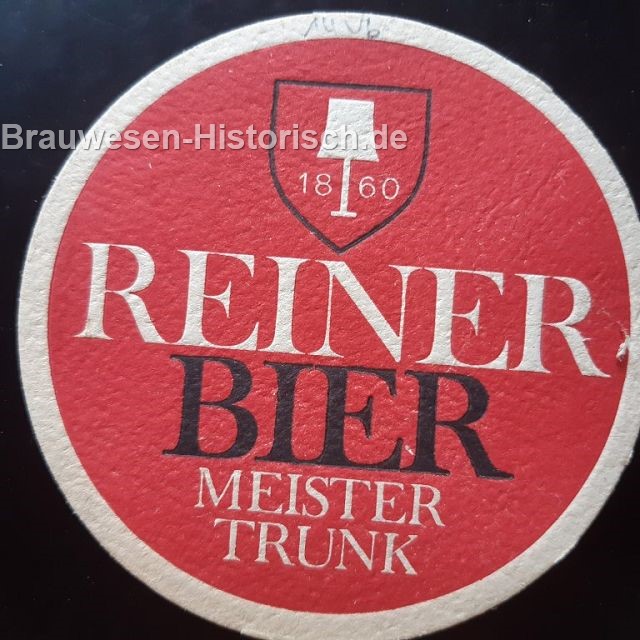 Brauwesen-Historisch.de
18 60
REINER
BIER
MEISTER
TRUNK